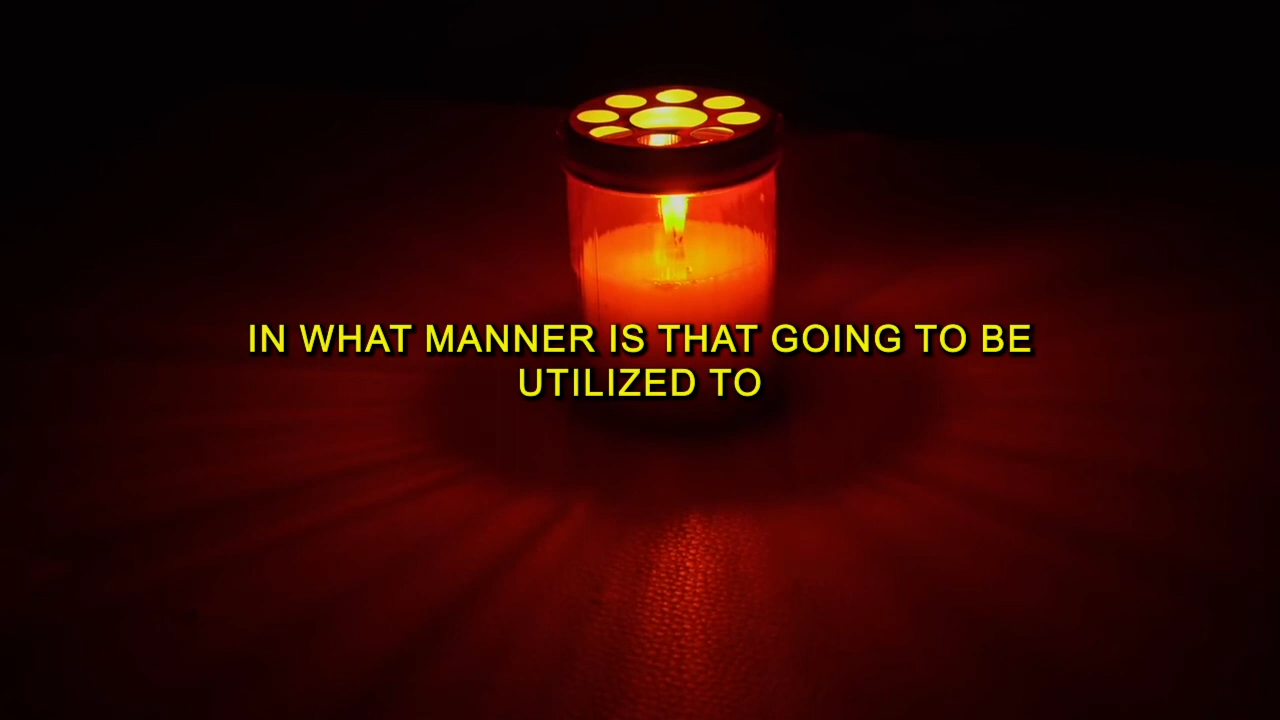 IN WHAT MANNER IS THAT GOING TO BE
UTILIZED TO